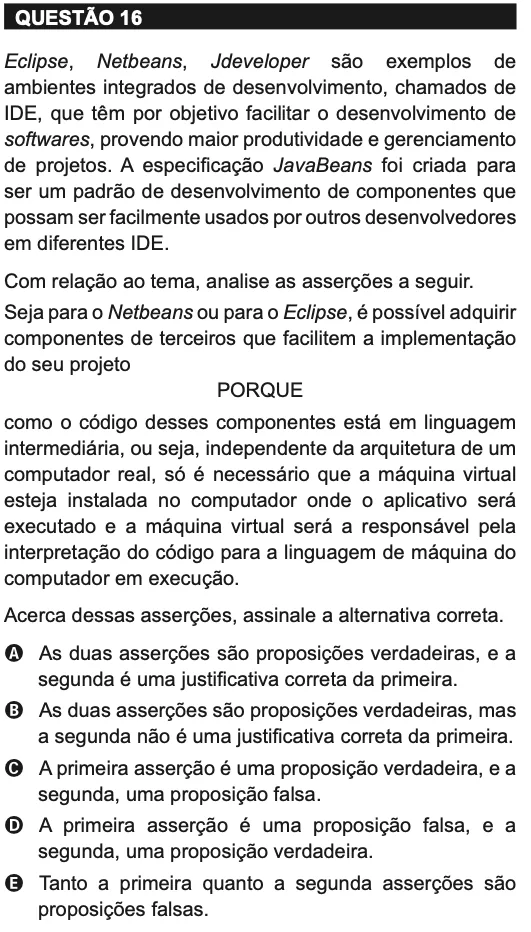 QUESTÃO 16
Eclipse, Netbeans, Jdeveloper são exemplos de
ambientes integrados de desenvolvimento, chamados de
IDE, que têm por objetivo facilitar o desenvolvimento de
softwares, provendo maior produtividade e gerenciamento
de projetos. A especificação JavaBeans foi criada para
ser um padrão de desenvolvimento de componentes que
possam ser facilmente usados por outros desenvolvedores
em diferentes IDE.
Com relação ao tema, analise as asserções a seguir.
Seja para o Netbeans ou para o Eclipse, é possível adquirir
componentes de terceiros que facilitem a implementação
do seu projeto
PORQUE
como o código desses componentes está em linguagem
intermediária, ou seja, independente da arquitetura de um
computador real, só é necessário que a máquina virtual
esteja instalada no computador onde o aplicativo será
executado e a máquina virtual será a responsável pela
interpretação do código para a linguagem de máquina do
computador em execução.
Acerca dessas asserções, assinale a alternativa correta.
A As duas asserções são proposições verdadeiras, e a
segunda é uma justificativa correta da primeira.
B As duas asserções são proposições verdadeiras, mas
a segunda não é uma justificativa correta da primeira.
C A primeira asserção é uma proposição verdadeira, e a
segunda, uma proposição falsa.
D A primeira asserção é uma proposição falsa, e a
segunda, uma proposição verdadeira.
E Tanto a primeira quanto a segunda asserções são
proposições falsas.